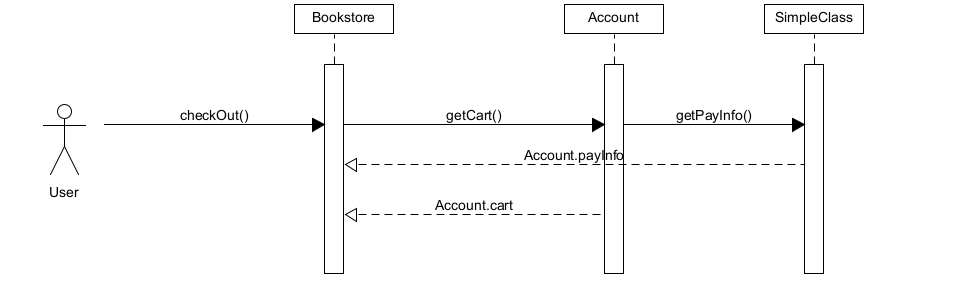 Bookstore
Account
SimpleClass
checkOut()
getCart()
getPayInfo()
Account.payInfo
User
Account.cart